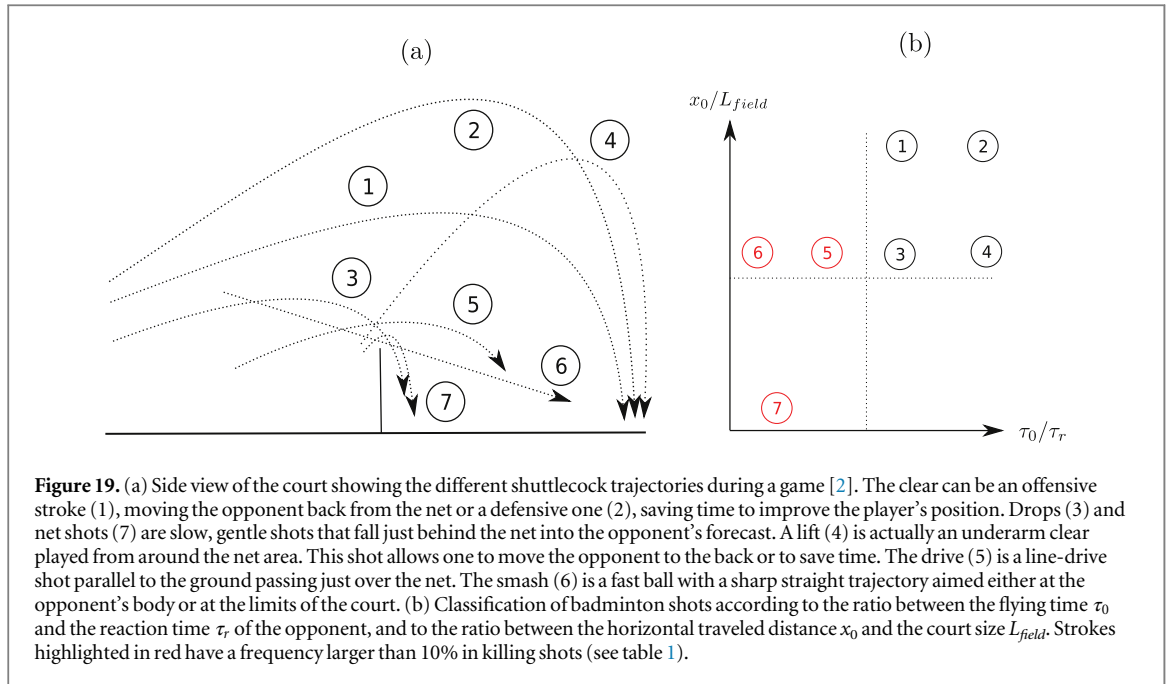 (a)
(b)
x₀/L_field
2
4
1
1
2
3
6
5
3
4
5
6
7
7
τ₀/τᵣ
Figure 19. (a) Side view of the court showing the different shuttlecock trajectories during a game [2]. The clear can be an offensive
stroke (1), moving the opponent back from the net or a defensive one (2), saving time to improve the player's position. Drops (3) and
net shots (7) are slow, gentle shots that fall just behind the net into the opponent's forecast. A lift (4) is actually an underarm clear
played from around the net area. This shot allows one to move the opponent to the back or to save time. The drive (5) is a line-drive
shot parallel to the ground passing just over the net. The smash (6) is a fast ball with a sharp straight trajectory aimed either at the
opponent's body or at the limits of the court. (b) Classification of badminton shots according to the ratio between the flying time τ₀
and the reaction time τᵣ of the opponent, and to the ratio between the horizontal traveled distance x₀ and the court size L_field. Strokes
highlighted in red have a frequency larger than 10% in killing shots (see table 1).